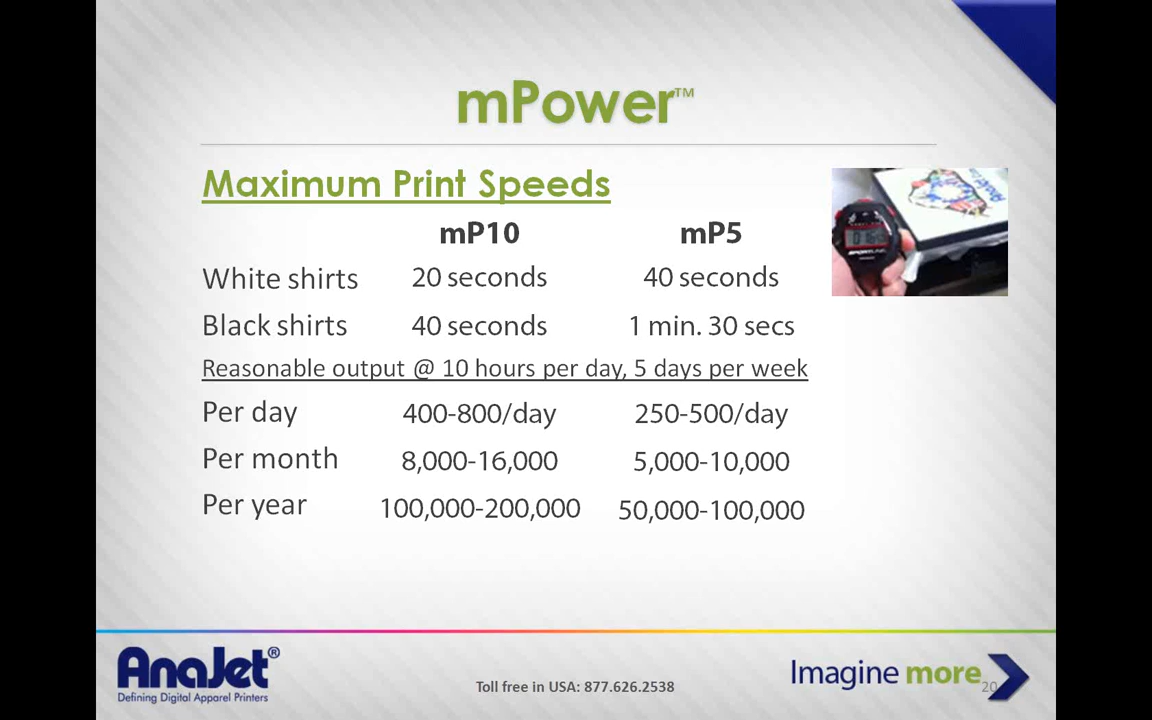 mPower™
Maximum Print Speeds
mP10 mP5
White shirts 20 seconds 40 seconds
Black shirts 40 seconds 1 min. 30 secs
Reasonable output @ 10 hours per day, 5 days per week
Per day 400-800/day 250-500/day
Per month 8,000-16,000 5,000-10,000
Per year 100,000-200,000 50,000-100,000
AnaJet®
Defining Digital Apparel Printers
Toll free in USA: 877.626.2538
Imagine more
20